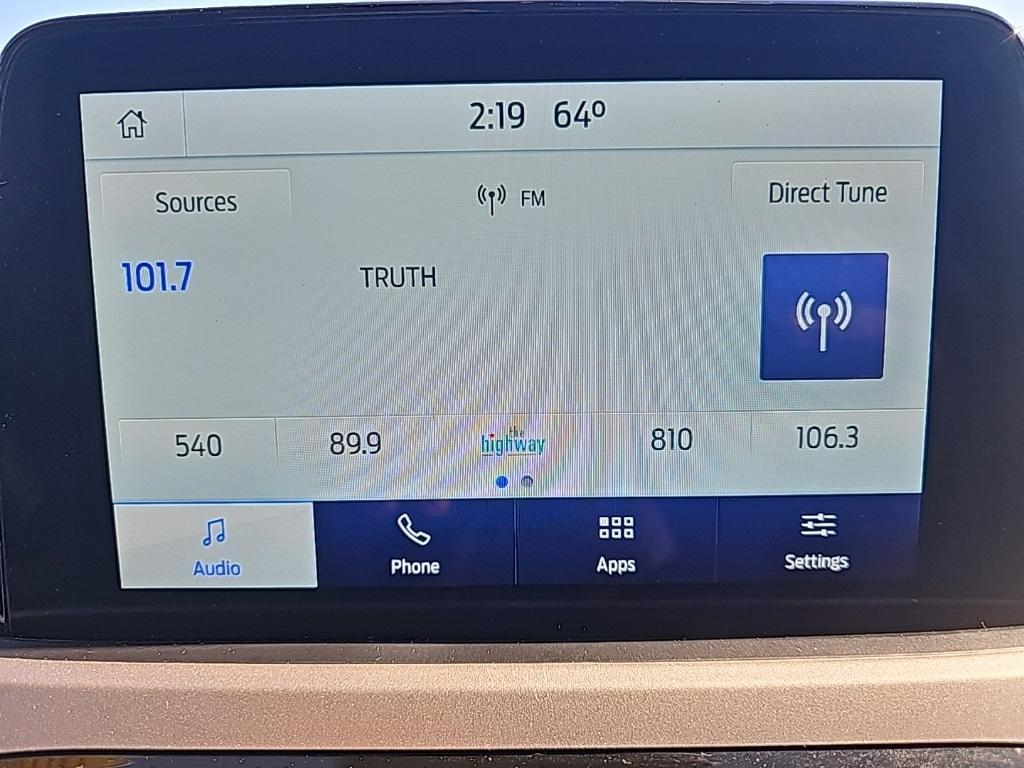 2:19 64º
Sources
FM
Direct Tune
101.7
TRUTH
540
89.9
the
highway
810
106.3
Audio
Phone
Apps
Settings